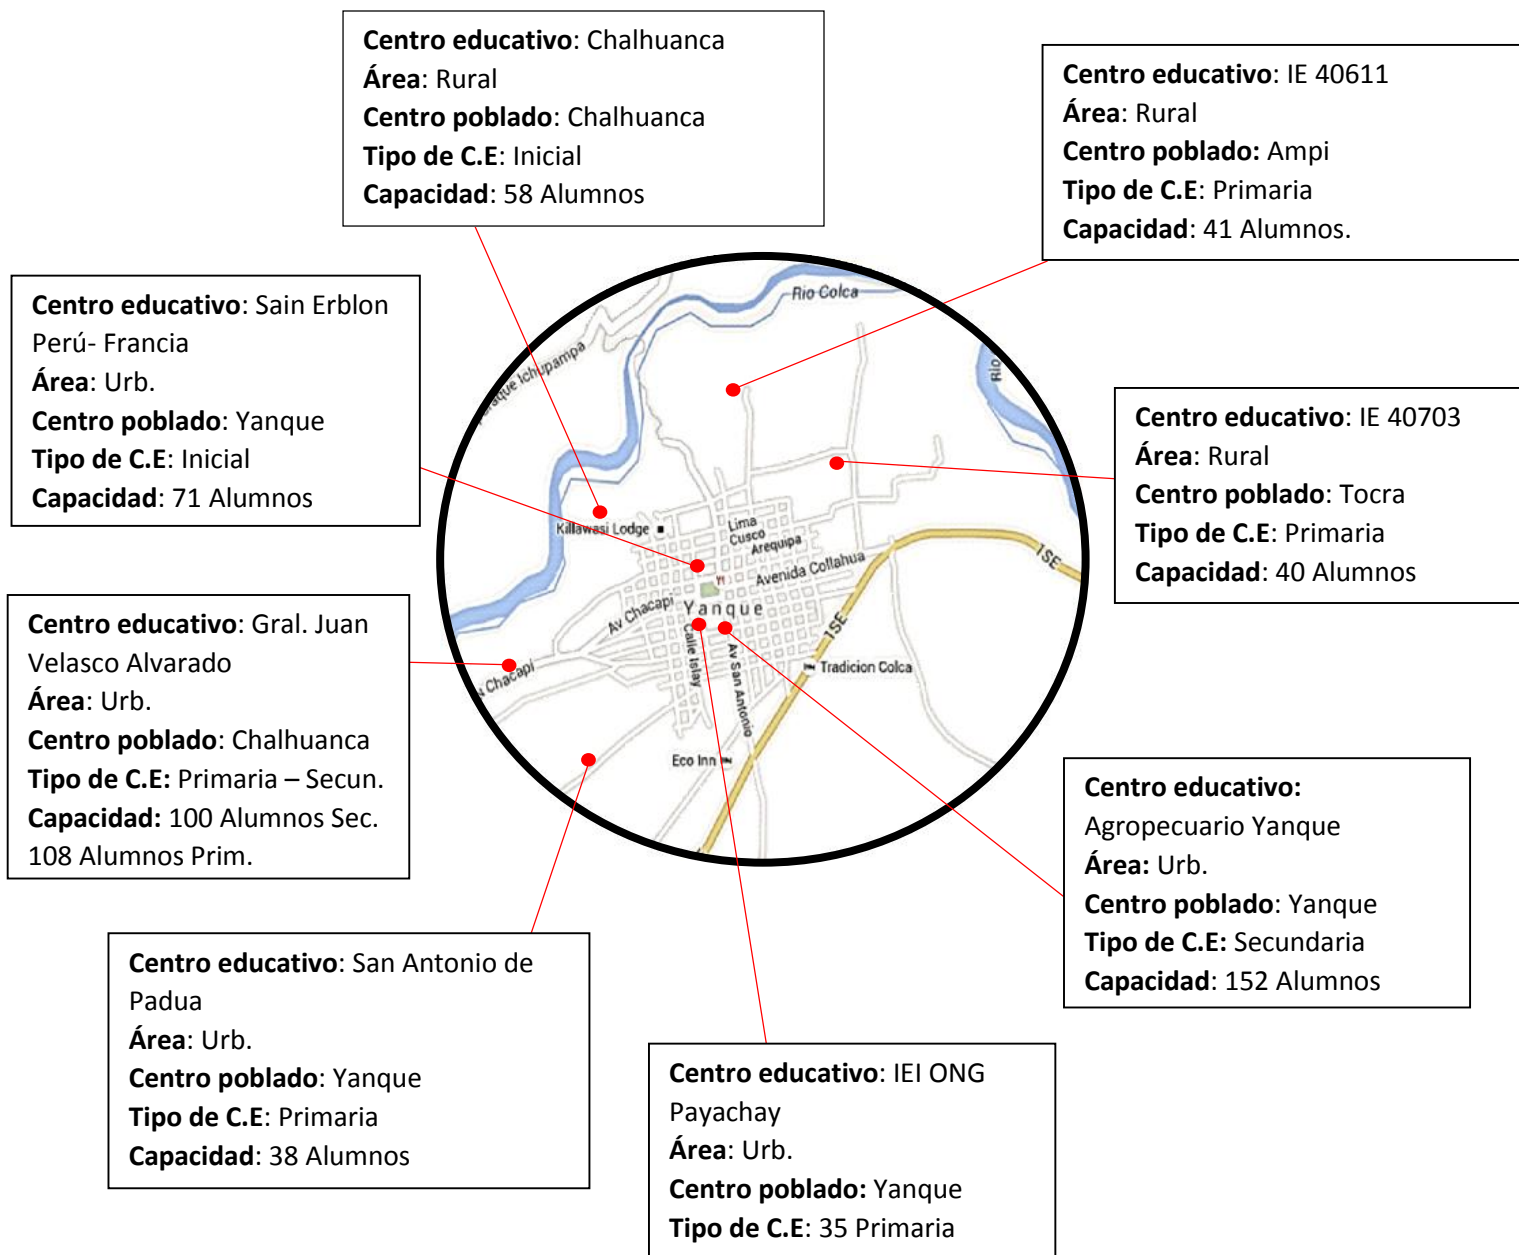 Centro educativo: Chalhuanca
Área: Rural
Centro poblado: Chalhuanca
Tipo de C.E: Inicial
Capacidad: 58 Alumnos
Centro educativo: IE 40611
Área: Rural
Centro poblado: Ampi
Tipo de C.E: Primaria
Capacidad: 41 Alumnos.
Centro educativo: Sain Erblon
Perú- Francia
Área: Urb.
Centro poblado: Yanque
Tipo de C.E: Inicial
Capacidad: 71 Alumnos
Centro educativo: IE 40703
Área: Rural
Centro poblado: Tocra
Tipo de C.E: Primaria
Capacidad: 40 Alumnos
Centro educativo: Gral. Juan
Velasco Alvarado
Área: Urb.
Centro poblado: Chalhuanca
Tipo de C.E: Primaria – Secun.
Capacidad: 100 Alumnos Sec.
108 Alumnos Prim.
Rio Colca
Rio
Ichupampa
Killawasi Lodge
Lima
Cusco
Arequipa
Avenida Collahua
1SE
Av Chacapi
Yanque
1SE
Calle Islay
Av San Antonio
Tradicion Colca
Chacapi
Eco Inn
Centro educativo:
Agropecuario Yanque
Área: Urb.
Centro poblado: Yanque
Tipo de C.E: Secundaria
Capacidad: 152 Alumnos
Centro educativo: San Antonio de
Padua
Área: Urb.
Centro poblado: Yanque
Tipo de C.E: Primaria
Capacidad: 38 Alumnos
Centro educativo: IEI ONG
Payachay
Área: Urb.
Centro poblado: Yanque
Tipo de C.E: 35 Primaria